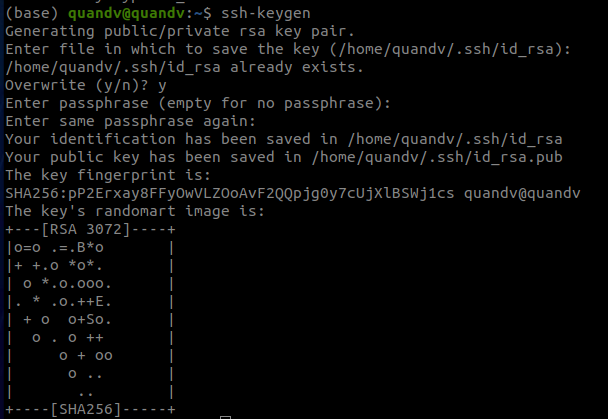 (base) quandv@quandv:~$ ssh-keygen
Generating public/private rsa key pair.
Enter file in which to save the key (/home/quandv/.ssh/id_rsa):
/home/quandv/.ssh/id_rsa already exists.
Overwrite (y/n)? y
Enter passphrase (empty for no passphrase):
Enter same passphrase again:
Your identification has been saved in /home/quandv/.ssh/id_rsa
Your public key has been saved in /home/quandv/.ssh/id_rsa.pub
The key fingerprint is:
SHA256:pP2Erxay8FFyOwVLZOoAvF2QQpjg0y7cUjXlBSWj1cs quandv@quandv
The key's randomart image is:
+---[RSA 3072]----+
|o=o .=.B*o       |
|+ +.o *o*.       |
| o *.o.ooo.      |
|. * .o.++E.      |
| + o  o+So.      |
|  o . o ++       |
|     o + oo      |
|      o ..       |
|       ..        |
+----[SHA256]-----+